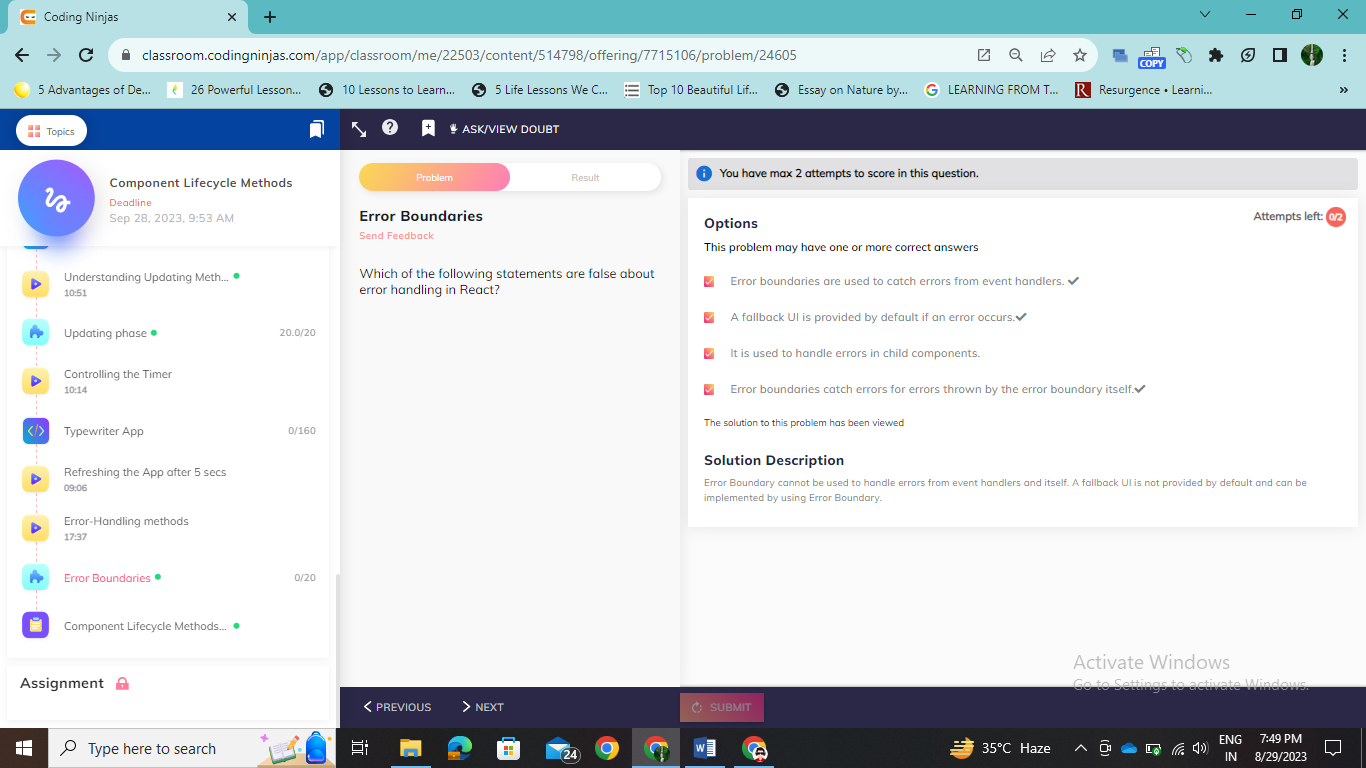 Coding Ninjas
classroom.codingninjas.com/app/classroom/me/22503/content/514798/offering/7715106/problem/24605
COPY
5 Advantages of De...
26 Powerful Lesson...
10 Lessons to Learn...
5 Life Lessons We C...
Top 10 Beautiful Lif...
Essay on Nature by...
LEARNING FROM T...
Resurgence • Learni...
»
Topics
ASK/VIEW DOUBT
Component Lifecycle Methods
Deadline
Sep 28, 2023, 9:53 AM
Understanding Updating Meth...
10:51
Updating phase
20.0/20
Controlling the Timer
10:14
Typewriter App
0/160
Refreshing the App after 5 secs
09:06
Error-Handling methods
17:37
Error Boundaries
0/20
Component Lifecycle Methods...
Assignment
Problem
Result
Error Boundaries
Send Feedback
Which of the following statements are false about
error handling in React?
PREVIOUS
NEXT
You have max 2 attempts to score in this question.
Options
Attempts left: 0/2
This problem may have one or more correct answers
Error boundaries are used to catch errors from event handlers.
A fallback UI is provided by default if an error occurs.
It is used to handle errors in child components.
Error boundaries catch errors for errors thrown by the error boundary itself.
The solution to this problem has been viewed
Solution Description
Error Boundary cannot be used to handle errors from event handlers and itself. A fallback UI is not provided by default and can be
implemented by using Error Boundary.
Activate Windows
Go to Settings to activate Windows.
SUBMIT
Type here to search
24
35°C Haze
ENG
IN
7:49 PM
8/29/2023